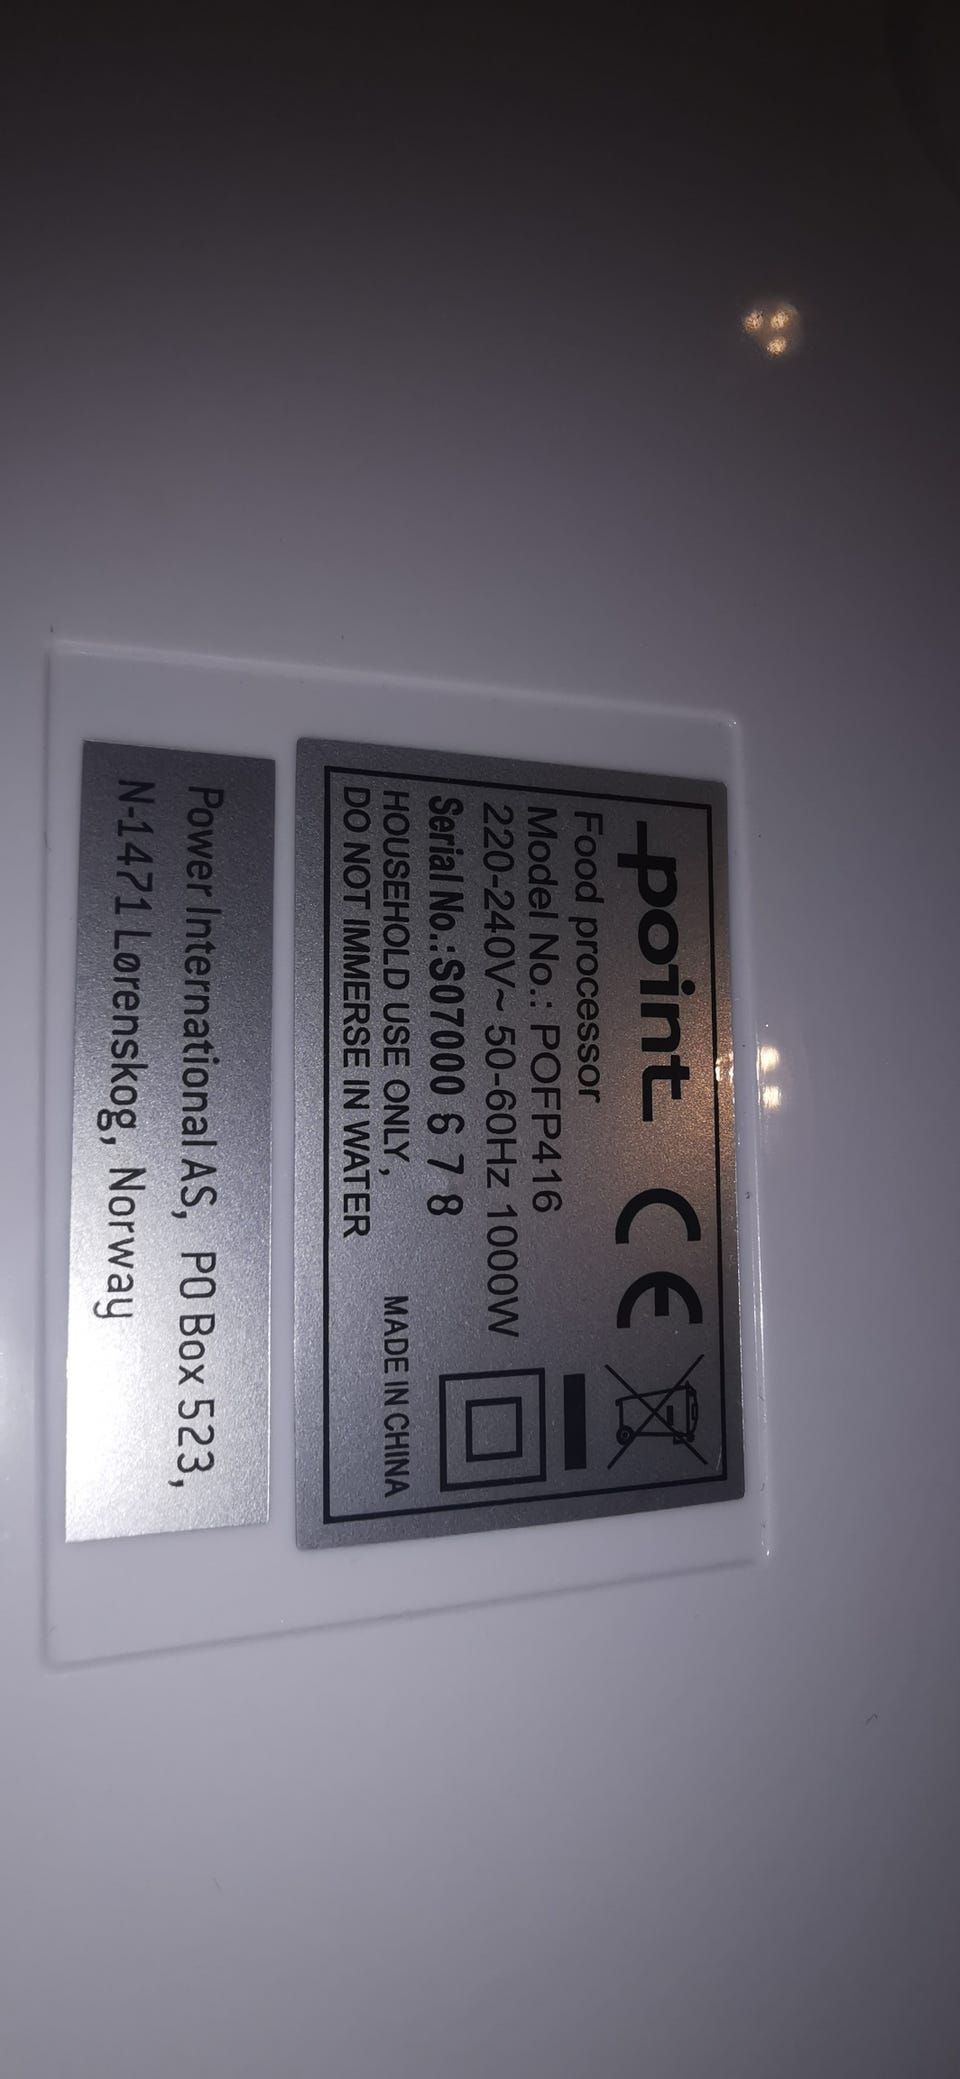 point CE
Food processor
Model No.: POFP416
220-240V~ 50-60Hz 1000W
Serial No.:S07000 6 7 8
HOUSEHOLD USE ONLY,
DO NOT IMMERSE IN WATER
MADE IN CHINA
Power International AS, PO Box 523,
N-1471 Lørenskog, Norway